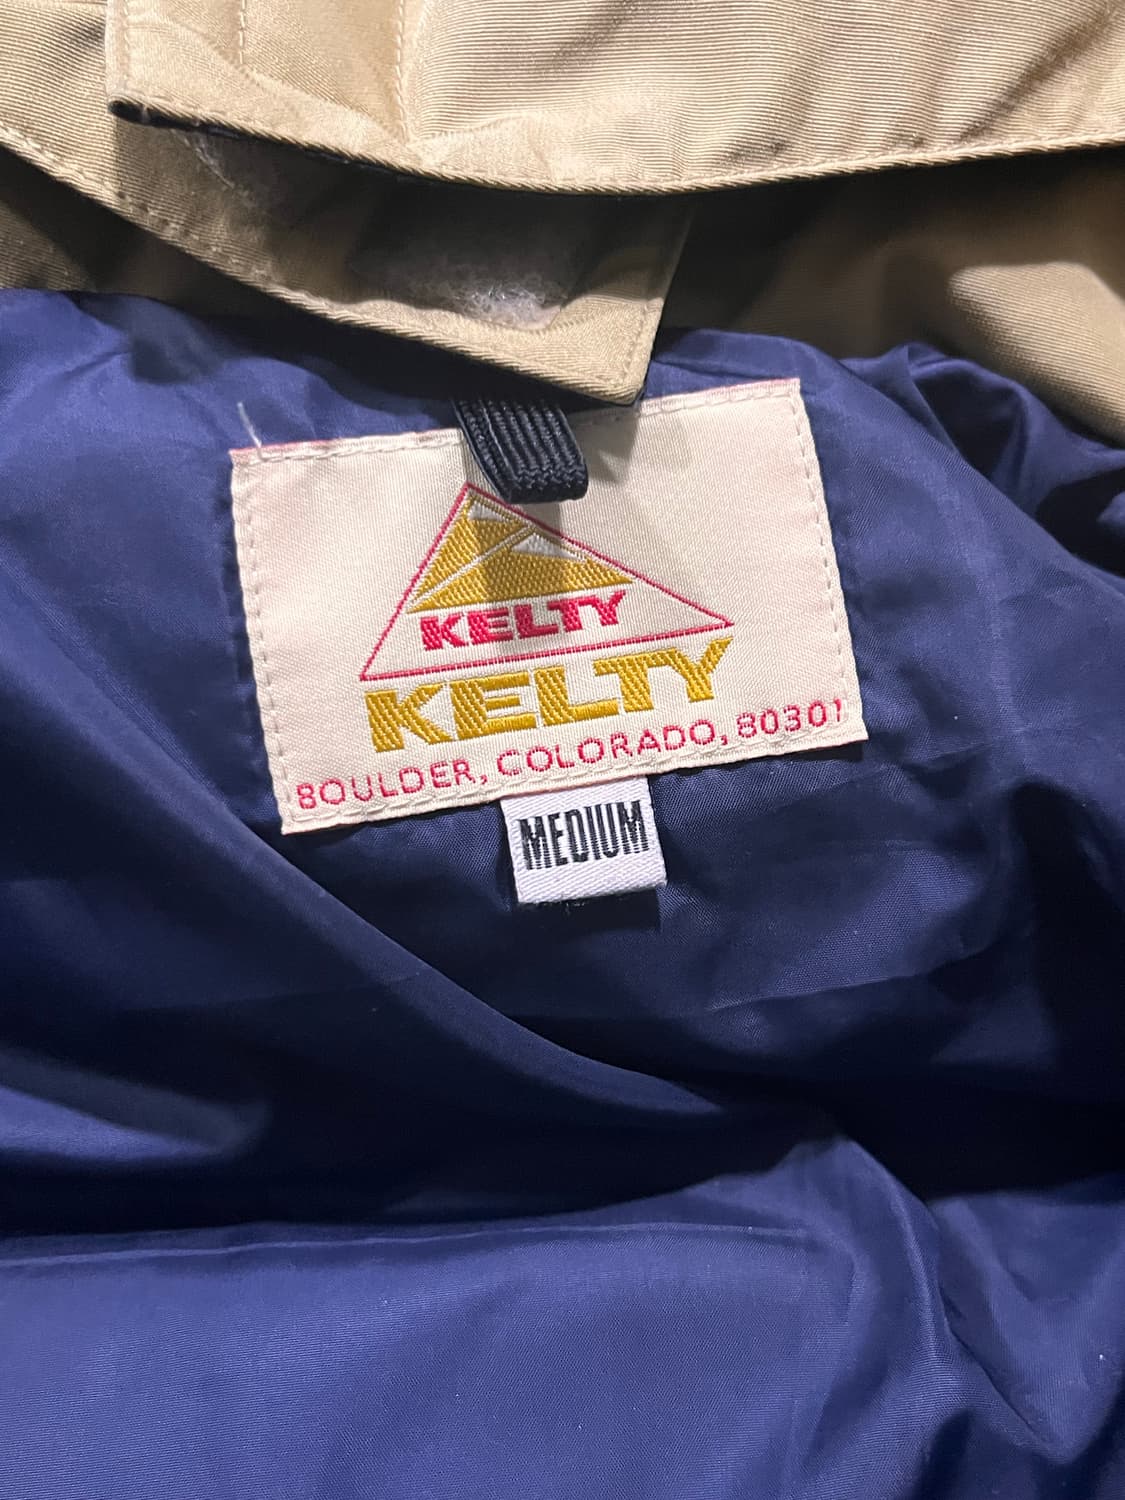 KELTY
KELTY
BOULDER, COLORADO, 80301
MEDIUM